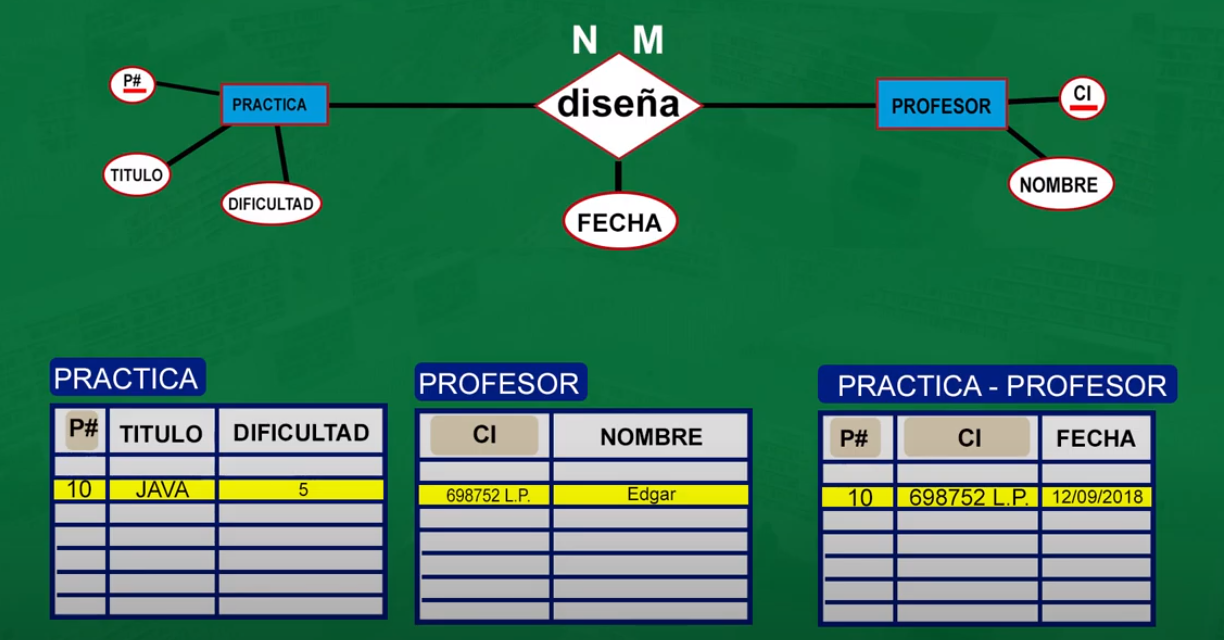 N M
P#
PRACTICA
diseña
PROFESOR
CI
TITULO
DIFICULTAD
FECHA
NOMBRE
PRACTICA
P# TITULO DIFICULTAD
10 JAVA 5
PROFESOR
CI NOMBRE
698752 L.P. Edgar
PRACTICA - PROFESOR
P# CI FECHA
10 698752 L.P. 12/09/2018